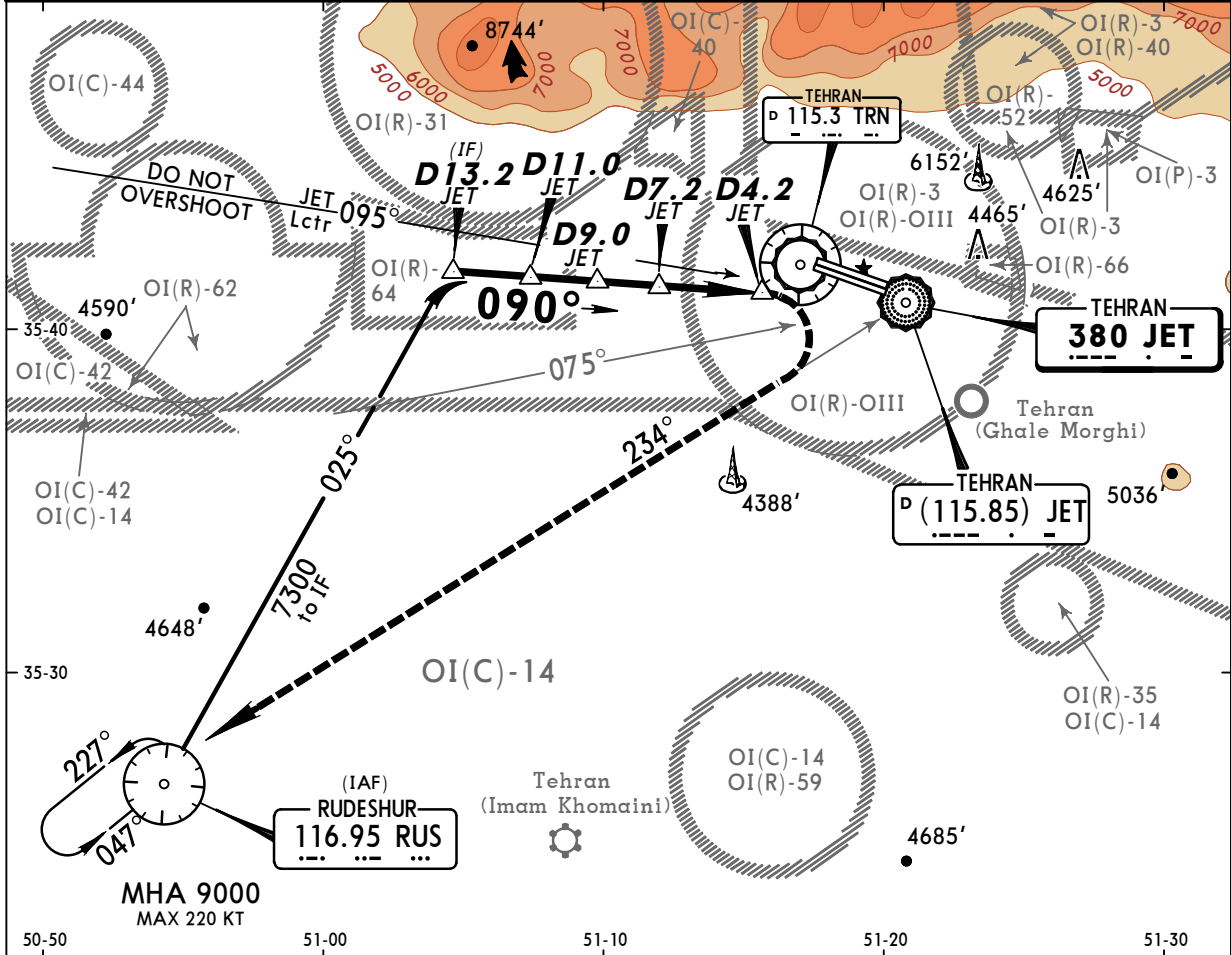 8744'
5000
6000
7000
7000
OI(C)-
40
7000
OI(R)-3
OI(R)-40
7000
5000
OI(C)-44
OI(R)-31
TEHRAN
D 115.3 TRN
OI(R)-
52
6152'
4625'
OI(P)-3
DO NOT
OVERSHOOT
JET
Lctr
095°
(IF)
D13.2
JET
D11.0
JET
D9.0
JET
D7.2
JET
D4.2
JET
OI(R)-3
OI(R)-OIII
4465'
OI(R)-3
OI(R)-66
OI(R)-
64
090°
OI(R)-62
4590'
35-40
TEHRAN
380 JET
OI(C)-42
075°
OI(R)-OIII
Tehran
(Ghale Morghi)
234°
025°
OI(C)-42
OI(C)-14
4388'
TEHRAN
D (115.85) JET
5036'
7300
to IF
4648'
35-30
OI(C)-14
OI(R)-35
OI(C)-14
227°
047°
(IAF)
RUDESHUR
116.95 RUS
Tehran
(Imam Khomaini)
OI(C)-14
OI(R)-59
4685'
MHA 9000
MAX 220 KT
50-50
51-00
51-10
51-20
51-30